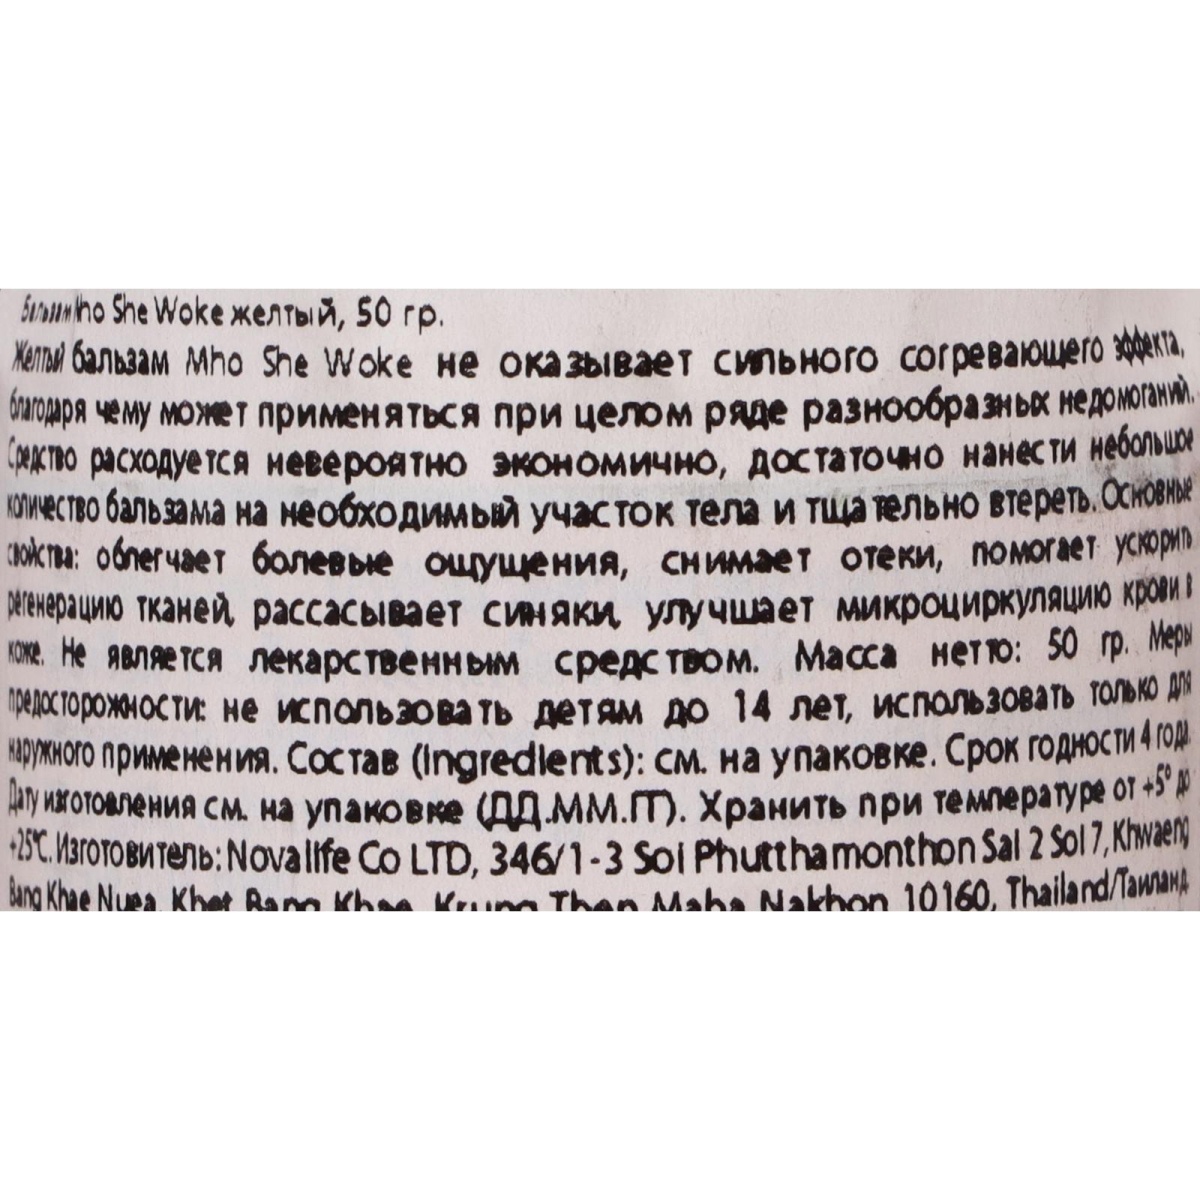 Бальзам Mho She Woke желтый, 50 гр.
Желтый бальзам Mho She Woke не оказывает сильного согревающего эффекта,
благодаря чему может применяться при целом ряде разнообразных недомоганий.
Средство расходуется невероятно экономично, достаточно нанести небольшое
количество бальзама на необходимый участок тела и тщательно втереть. Основные
свойства: облегчает болевые ощущения, снимает отеки, помогает ускорить
регенерацию тканей, рассасывает синяки, улучшает микроциркуляцию крови в
коже. Не является лекарственным средством. Масса нетто: 50 гр. Меры
предосторожности: не использовать детям до 14 лет, использовать только для
наружного применения. Состав (Ingredients): см. на упаковке. Срок годности 4 года.
Дату изготовления см. на упаковке (ДД.ММ.ГГ). Хранить при температуре от +5° до
+25°C. Изготовитель: Novalife Co LTD, 346/1-3 Soi Phutthamonthon Sai 2 Soi 7, Khwaeng
Bang Khae Nuea, Khet Bang Khae, Krung Thep Maha Nakhon 10160, Thailand/Таиланд.